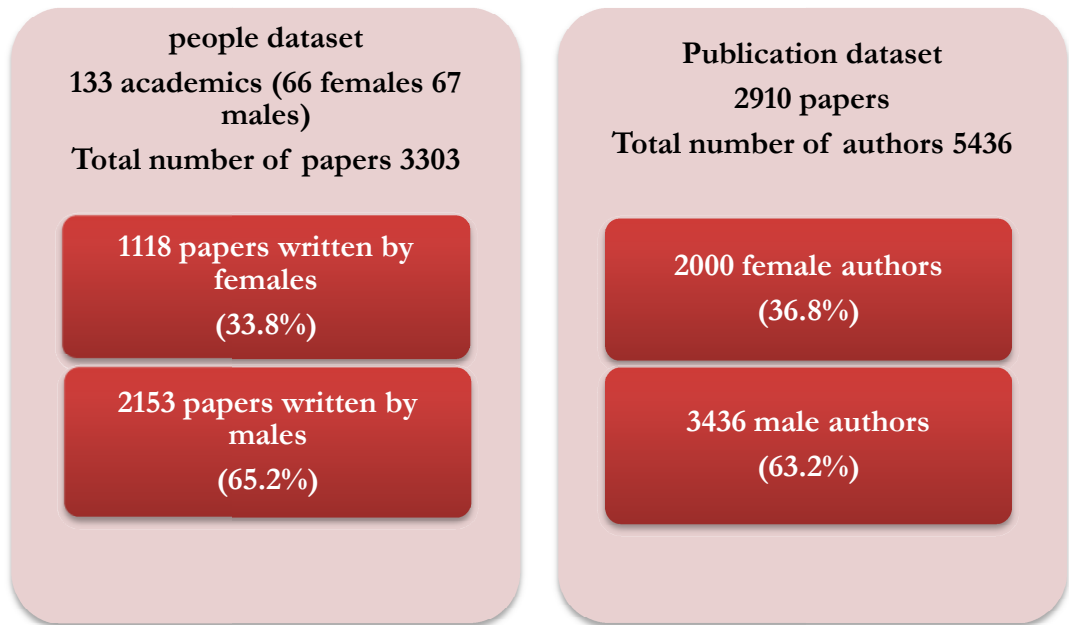 people dataset
133 academics (66 females 67
males)
Total number of papers 3303
1118 papers written by
females
(33.8%)
2153 papers written by
males
(65.2%)
Publication dataset
2910 papers
Total number of authors 5436
2000 female authors
(36.8%)
3436 male authors
(63.2%)